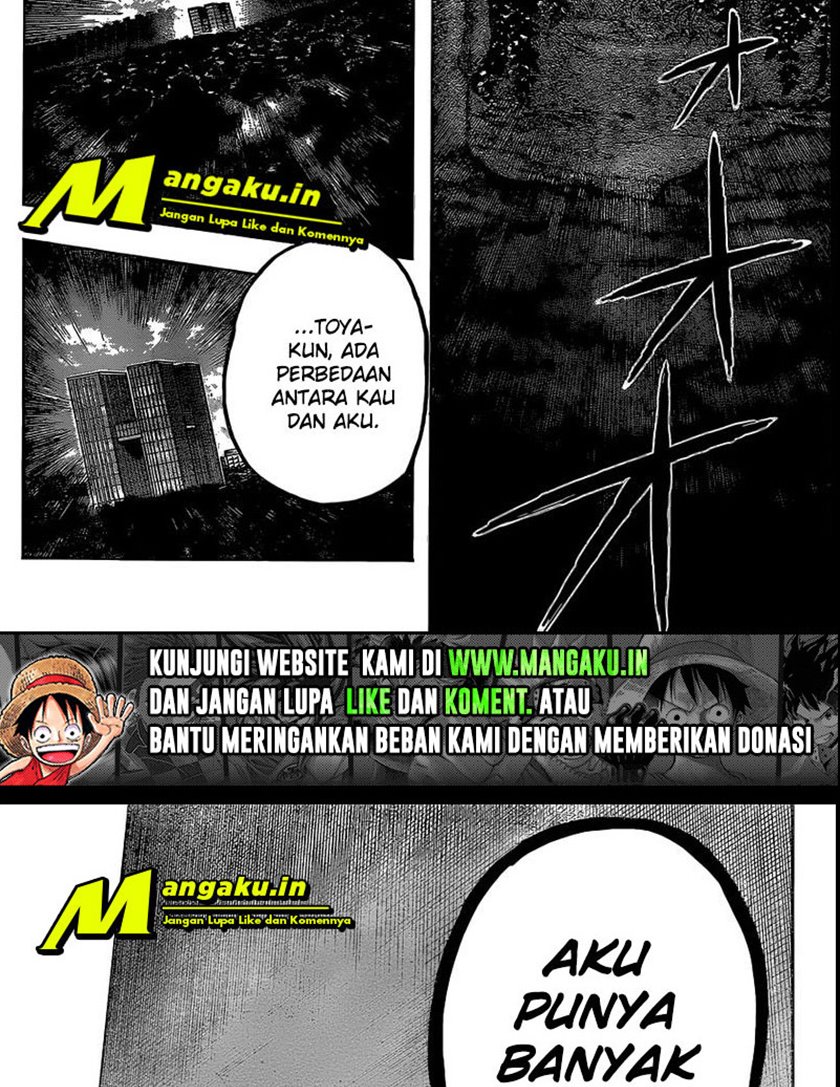 オ
オ
オ
Mangaku.in
Jangan Lupa Like dan Komennya
...TOYA-
KUN, ADA
PERBEDAAN
ANTARA KAU
DAN AKU.
KUNJUNGI WEBSITE KAMI DI WWW.MANGAKU.IN
DAN JANGAN LUPA LIKE DAN KOMENT. ATAU
BANTU MERINGANKAN BEBAN KAMI DENGAN MEMBERIKAN DONASI
Mangaku.in
Jangan Lupa Like dan Komennya
AKU
PUNYA
BANYAK